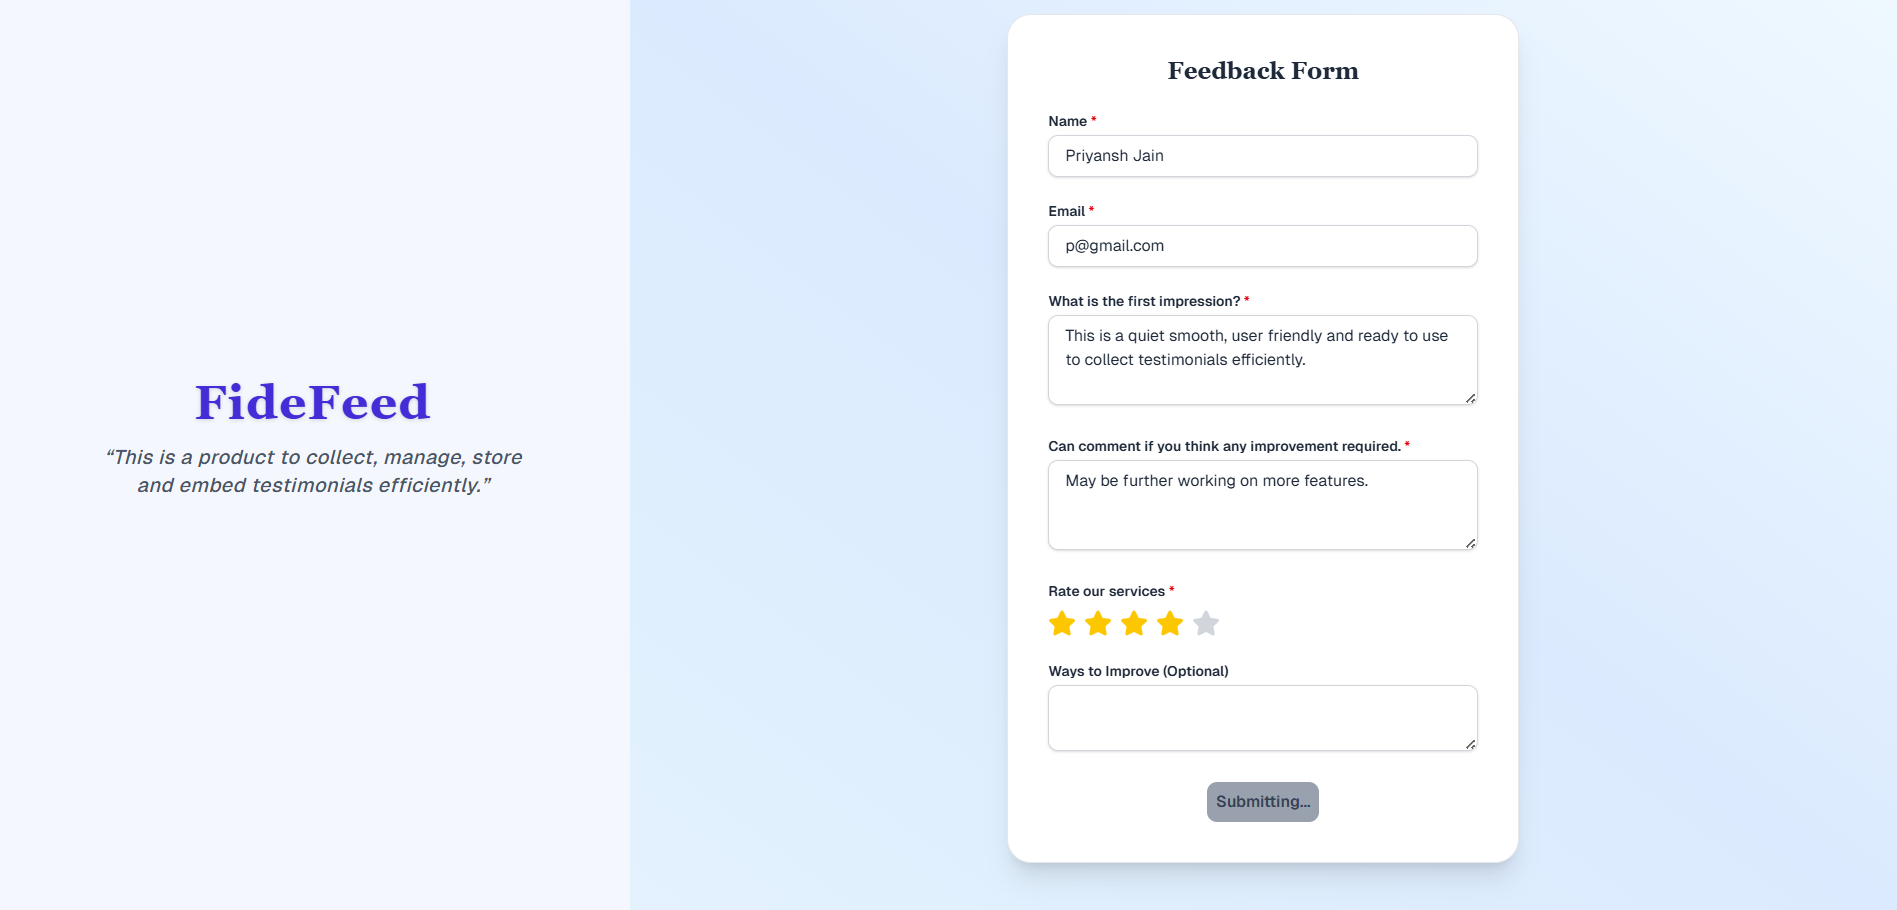 FideFeed
“This is a product to collect, manage, store
and embed testimonials efficiently.”
Feedback Form
Name *
Priyansh Jain
Email *
p@gmail.com
What is the first impression? *
This is a quiet smooth, user friendly and ready to use
to collect testimonials efficiently.
Can comment if you think any improvement required. *
May be further working on more features.
Rate our services *
Ways to Improve (Optional)
Submitting...